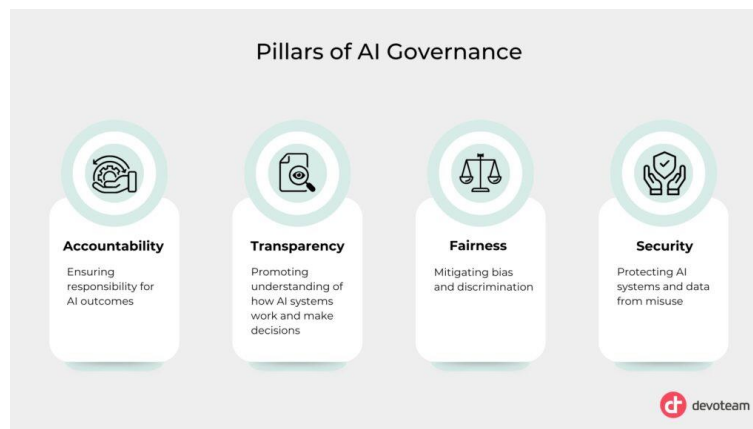 Pillars of AI Governance
Accountability
Ensuring
responsibility for
AI outcomes
Transparency
Promoting
understanding of
how AI systems
work and make
decisions
Fairness
Mitigating bias
and discrimination
Security
Protecting AI
systems and data
from misuse
devoteam